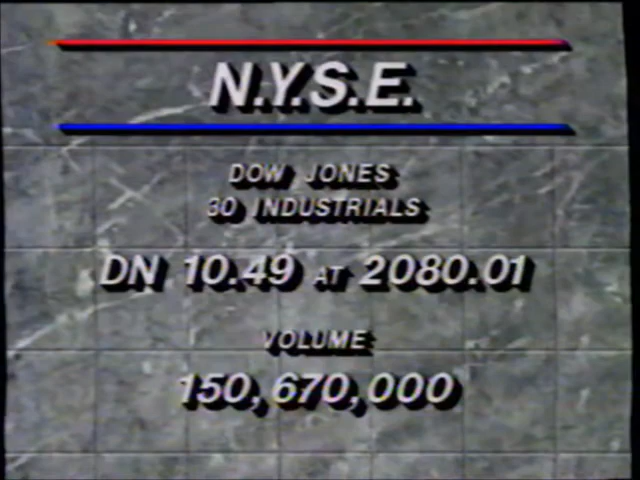 N.Y.S.E.
DOW JONES
30 INDUSTRIALS
DN 10.49 AT 2080.01
VOLUME
150,670,000